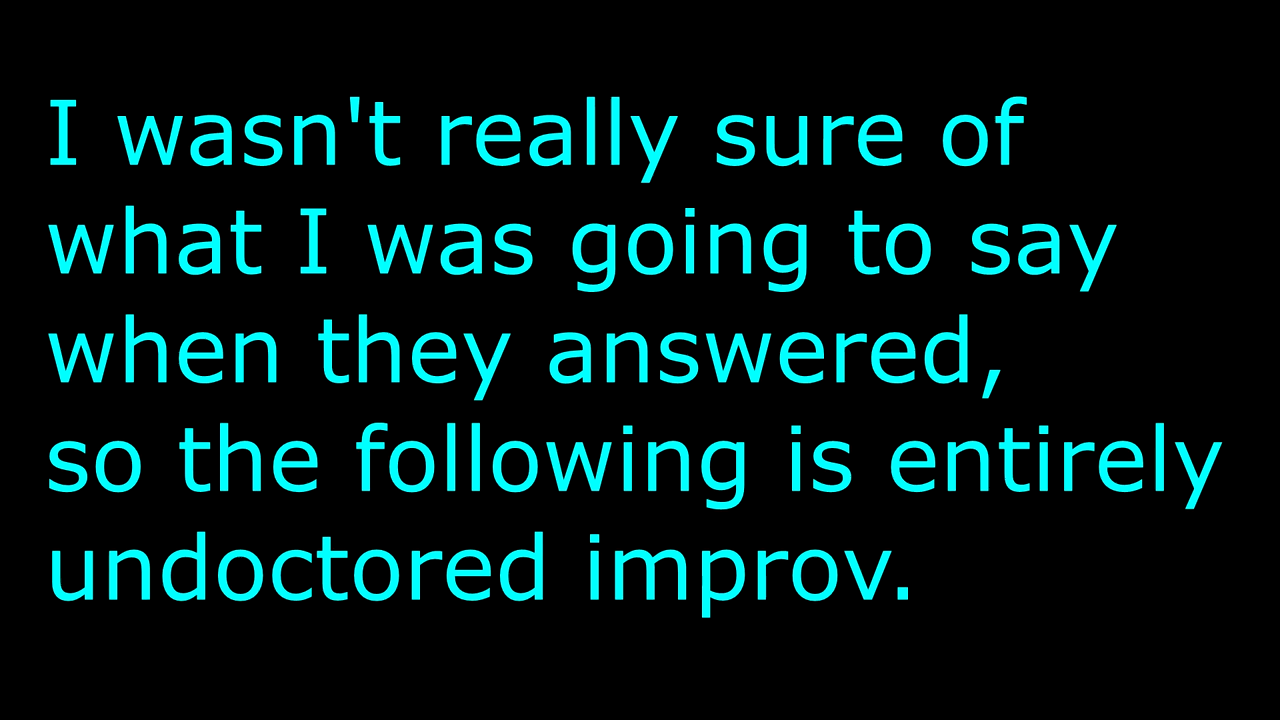 I wasn't really sure of
what I was going to say
when they answered,
so the following is entirely
undoctored improv.